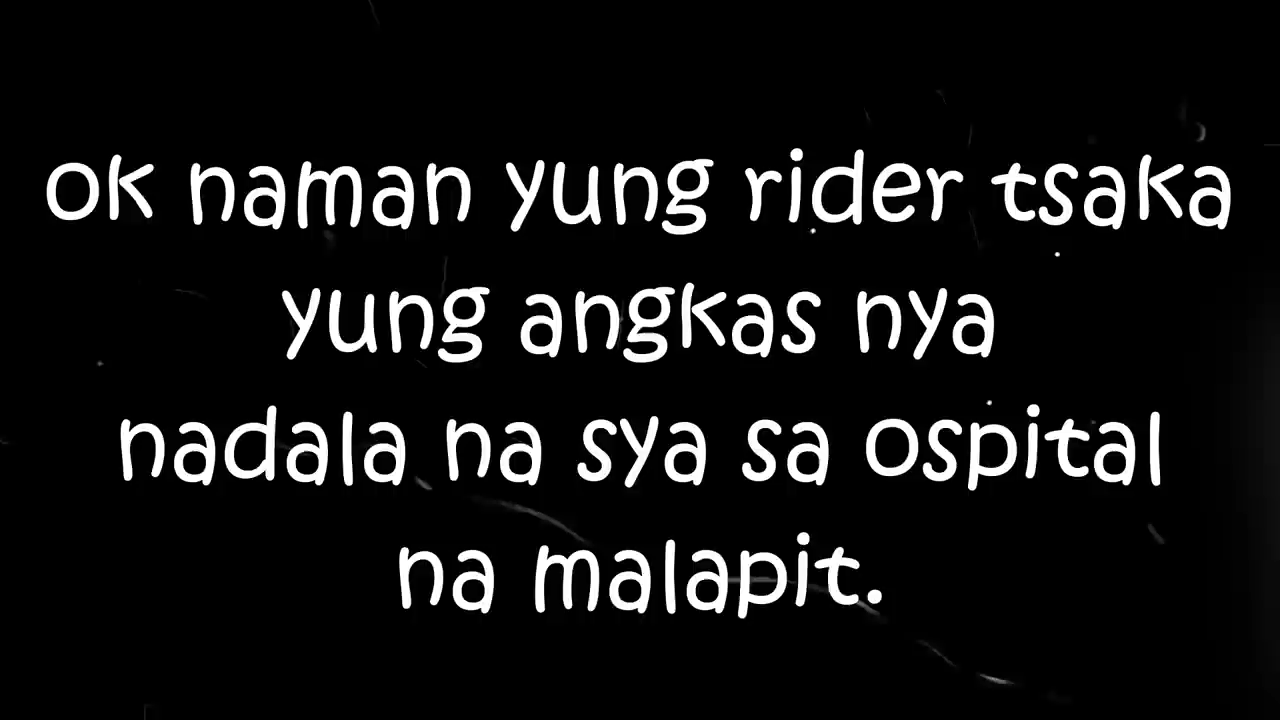 ok naman yung rider tsaka
yung angkas nya
nadala na sya sa ospital
na malapit.